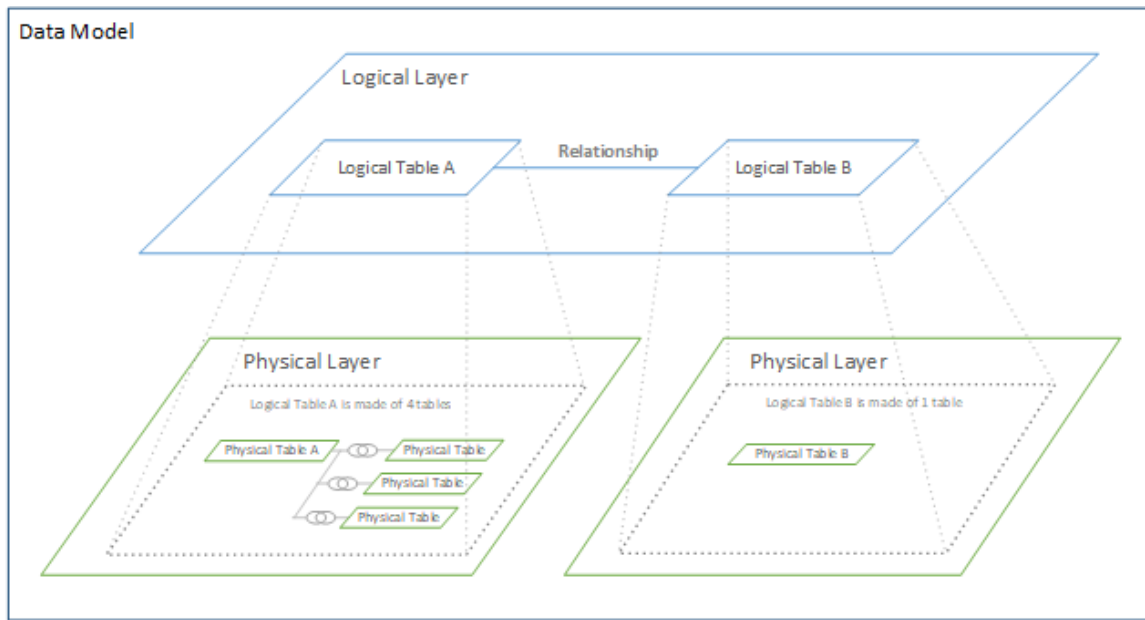 Data Model
Logical Layer
Relationship
Logical Table A
Logical Table B
Physical Layer
Physical Layer
Logical Table A is made of 4 tables
Logical Table B is made of 1 table
Physical Table A
Physical Table
Physical Table B
Physical Table
Physical Table